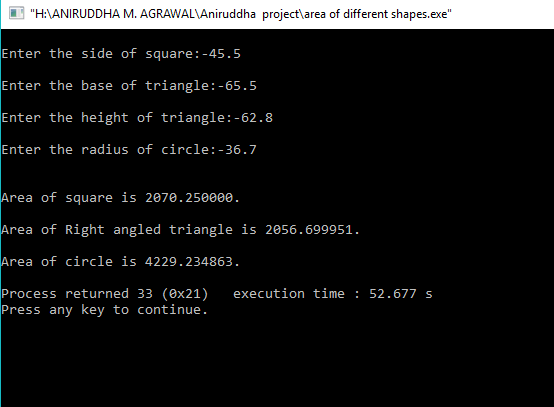 "H:\ANIRUDDHA M. AGRAWAL\Aniruddha  project\area of different shapes.exe"
Enter the side of square:-45.5
Enter the base of triangle:-65.5
Enter the height of triangle:-62.8
Enter the radius of circle:-36.7
Area of square is 2070.250000.
Area of Right angled triangle is 2056.699951.
Area of circle is 4229.234863.
Process returned 33 (0x21)   execution time : 52.677 s
Press any key to continue.